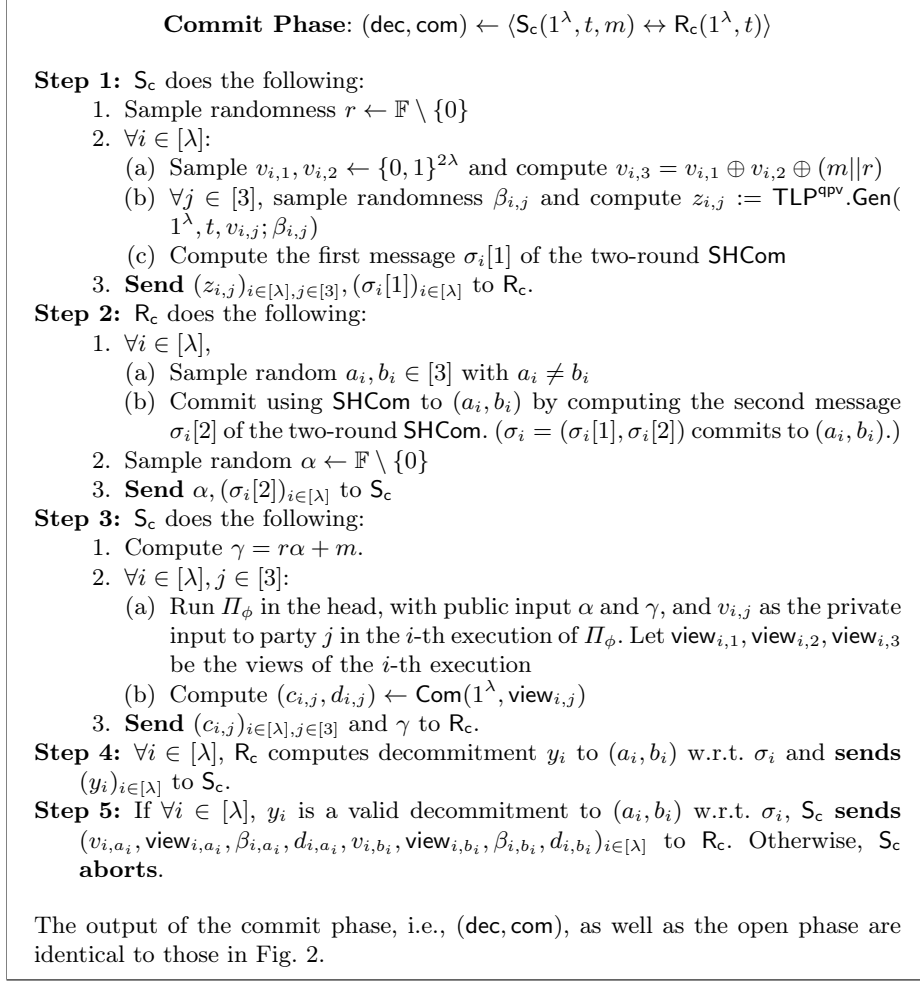 Commit Phase: (dec, com) ← ⟨S_c(1^λ, t, m) ↔ R_c(1^λ, t)⟩
Step 1: S_c does the following:
1. Sample randomness r ← 𝔽 \ {0}
2. ∀i ∈ [λ]:
(a) Sample v_{i,1}, v_{i,2} ← {0, 1}^{2λ} and compute v_{i,3} = v_{i,1} ⊕ v_{i,2} ⊕ (m||r)
(b) ∀j ∈ [3], sample randomness β_{i,j} and compute z_{i,j} := TLP^{qpv}.Gen(
1^λ, t, v_{i,j}; β_{i,j})
(c) Compute the first message σ_i[1] of the two-round SHCom
3. Send (z_{i,j})_{i∈[λ],j∈[3]}, (σ_i[1])_{i∈[λ]} to R_c.
Step 2: R_c does the following:
1. ∀i ∈ [λ],
(a) Sample random a_i, b_i ∈ [3] with a_i ≠ b_i
(b) Commit using SHCom to (a_i, b_i) by computing the second message
σ_i[2] of the two-round SHCom. (σ_i = (σ_i[1], σ_i[2]) commits to (a_i, b_i).)
2. Sample random α ← 𝔽 \ {0}
3. Send α, (σ_i[2])_{i∈[λ]} to S_c
Step 3: S_c does the following:
1. Compute γ = rα + m.
2. ∀i ∈ [λ], j ∈ [3]:
(a) Run Π_ϕ in the head, with public input α and γ, and v_{i,j} as the private
input to party j in the i-th execution of Π_ϕ. Let view_{i,1}, view_{i,2}, view_{i,3}
be the views of the i-th execution
(b) Compute (c_{i,j}, d_{i,j}) ← Com(1^λ, view_{i,j})
3. Send (c_{i,j})_{i∈[λ],j∈[3]} and γ to R_c.
Step 4: ∀i ∈ [λ], R_c computes decommitment y_i to (a_i, b_i) w.r.t. σ_i and sends
(y_i)_{i∈[λ]} to S_c.
Step 5: If ∀i ∈ [λ], y_i is a valid decommitment to (a_i, b_i) w.r.t. σ_i, S_c sends
(v_{i,a_i}, view_{i,a_i}, β_{i,a_i}, d_{i,a_i}, v_{i,b_i}, view_{i,b_i}, β_{i,b_i}, d_{i,b_i})_{i∈[λ]} to R_c. Otherwise, S_c
aborts.
The output of the commit phase, i.e., (dec, com), as well as the open phase are
identical to those in Fig. 2.